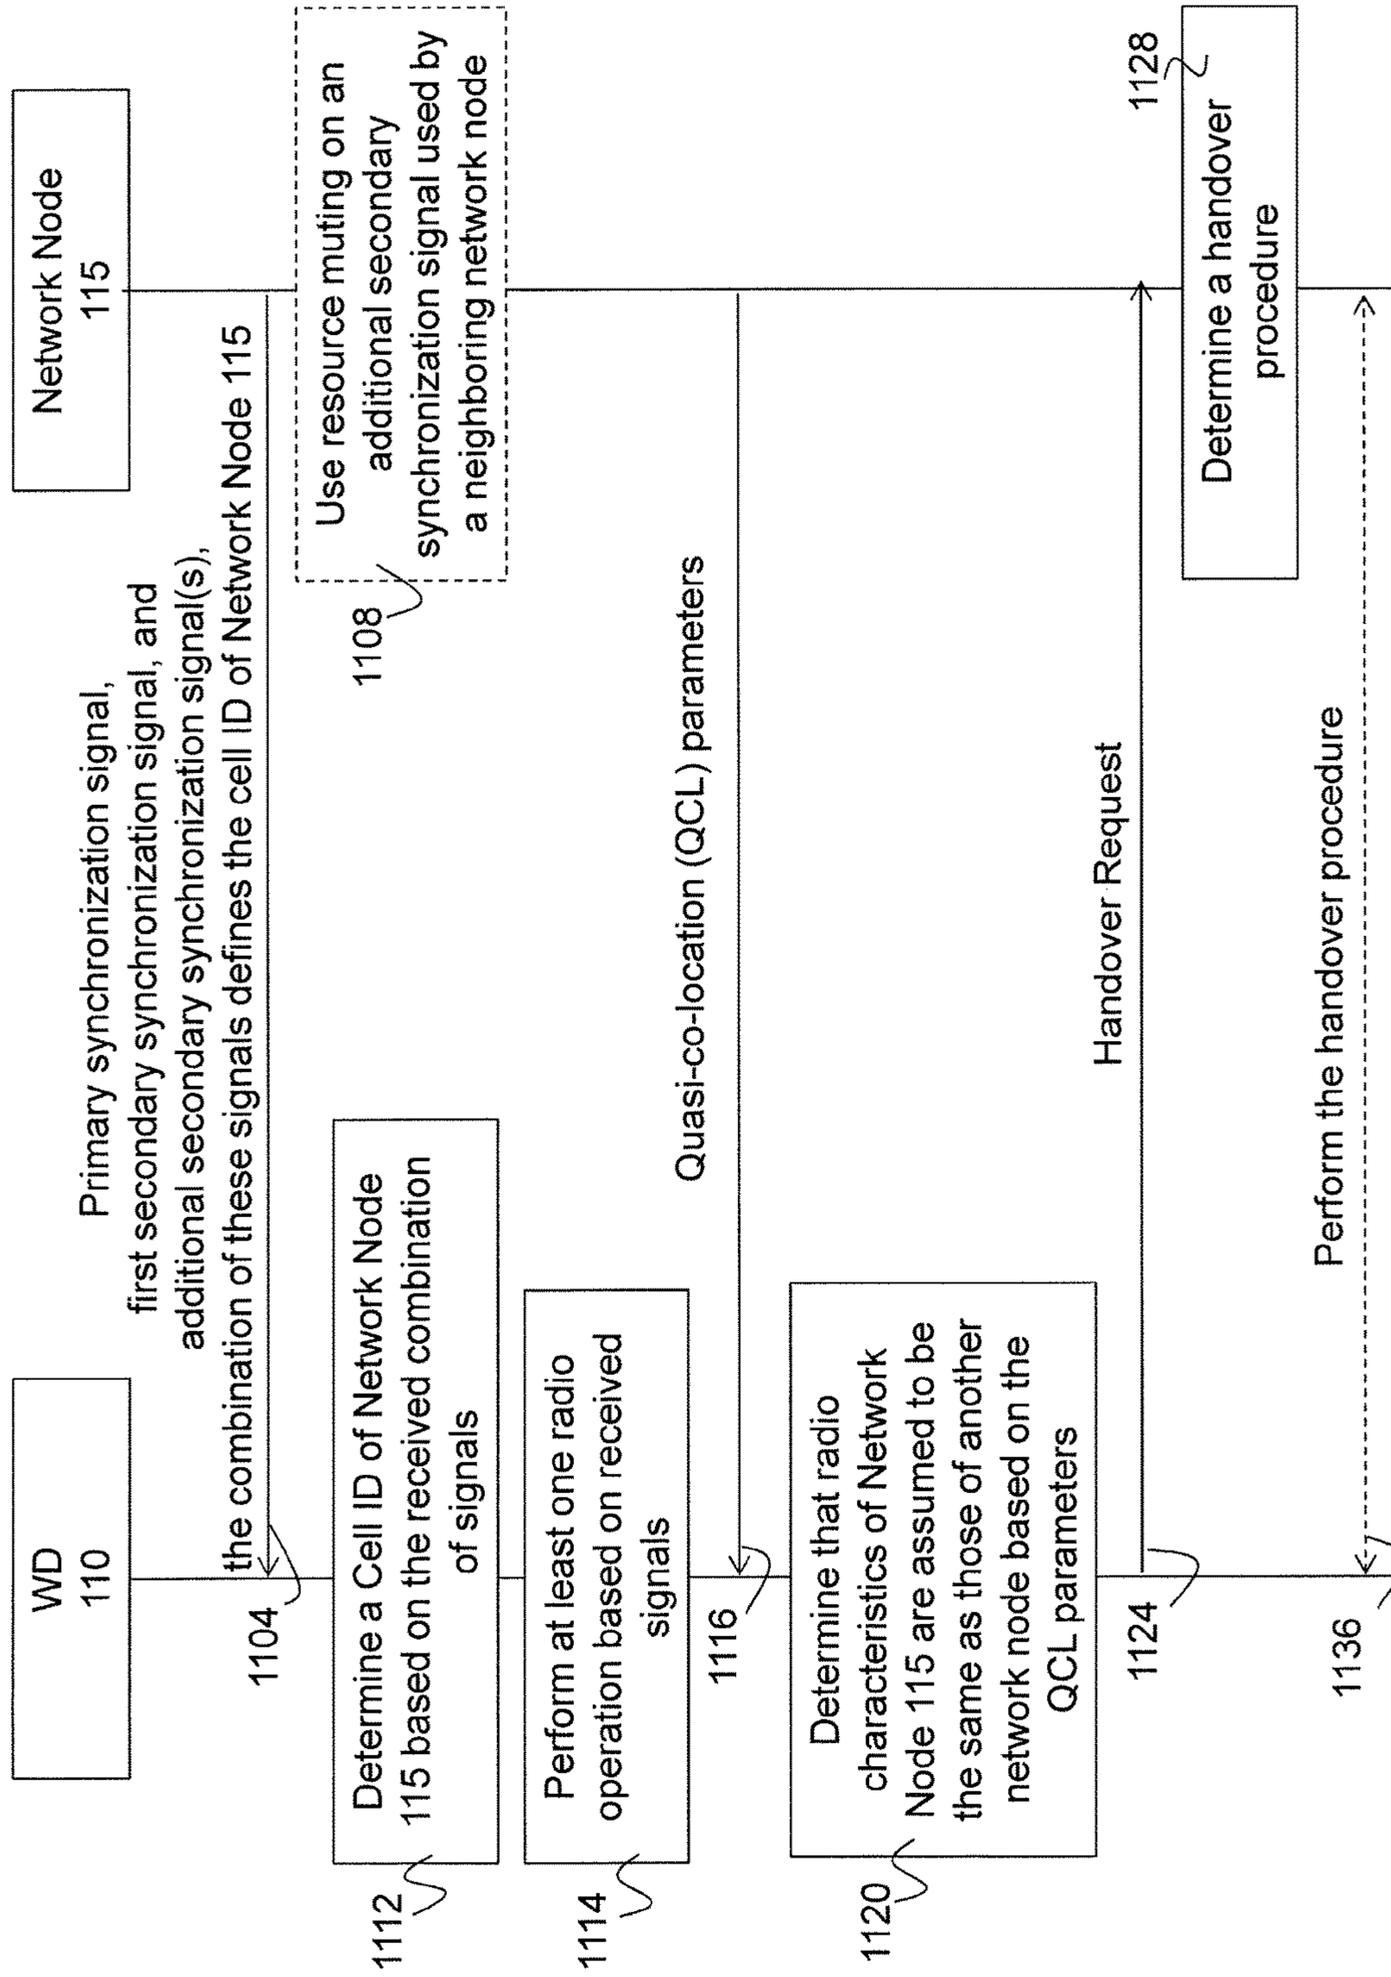 WD
110
Network Node
115
Primary synchronization signal,
first secondary synchronization signal, and
additional secondary synchronization signal(s),
the combination of these signals defines the cell ID of Network Node 115
1104
Use resource muting on an
additional secondary
synchronization signal used by
a neighboring network node
1108
Determine a Cell ID of Network Node
115 based on the received combination
of signals
1112
Perform at least one radio
operation based on received
signals
1114
Quasi-co-location (QCL) parameters
1116
Determine that radio
characteristics of Network
Node 115 are assumed to be
the same as those of another
network node based on the
QCL parameters
1120
Handover Request
1124
1128
Determine a handover
procedure
Perform the handover procedure
1136